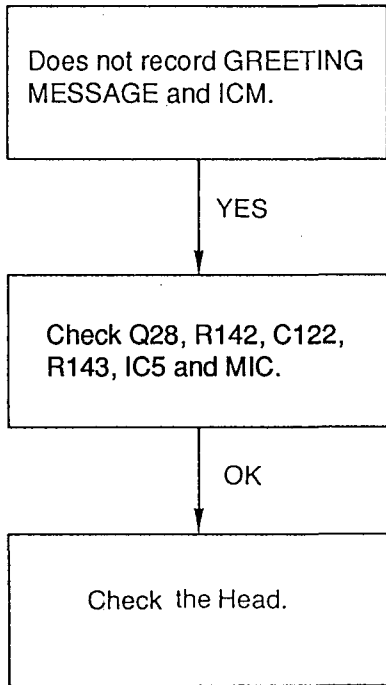 Does not record GREETING
MESSAGE and ICM.
YES
Check Q28, R142, C122,
R143, IC5 and MIC.
OK
Check the Head.